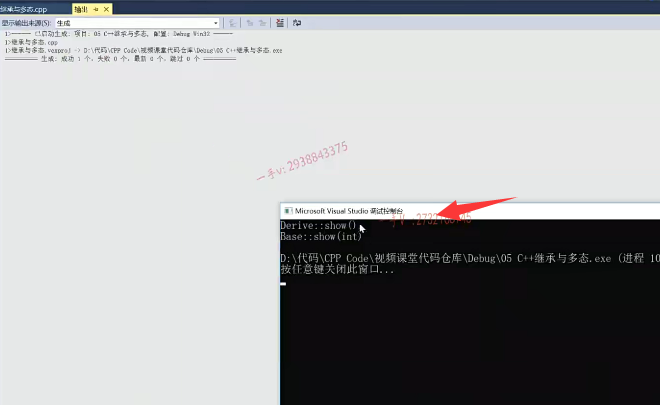 继承与多态.cpp 输出
显示输出来源(S): 生成
1>------ 已启动生成: 项目: 05 C++继承与多态, 配置: Debug Win32 ------
1>继承与多态.cpp
1>继承与多态.vcxproj -> D:\代码\CPP Code\视频课堂代码仓库\Debug\05 C++继承与多态.exe
========== 生成: 成功 1 个，失败 0 个，最新 0 个，跳过 0 个 ==========
一手v:2938843375
Microsoft Visual Studio 调试控制台
Derive::show()
Base::show(int)
D:\代码\CPP Code\视频课堂代码仓库\Debug\05 C++继承与多态.exe (进程 10
按任意键关闭此窗口...